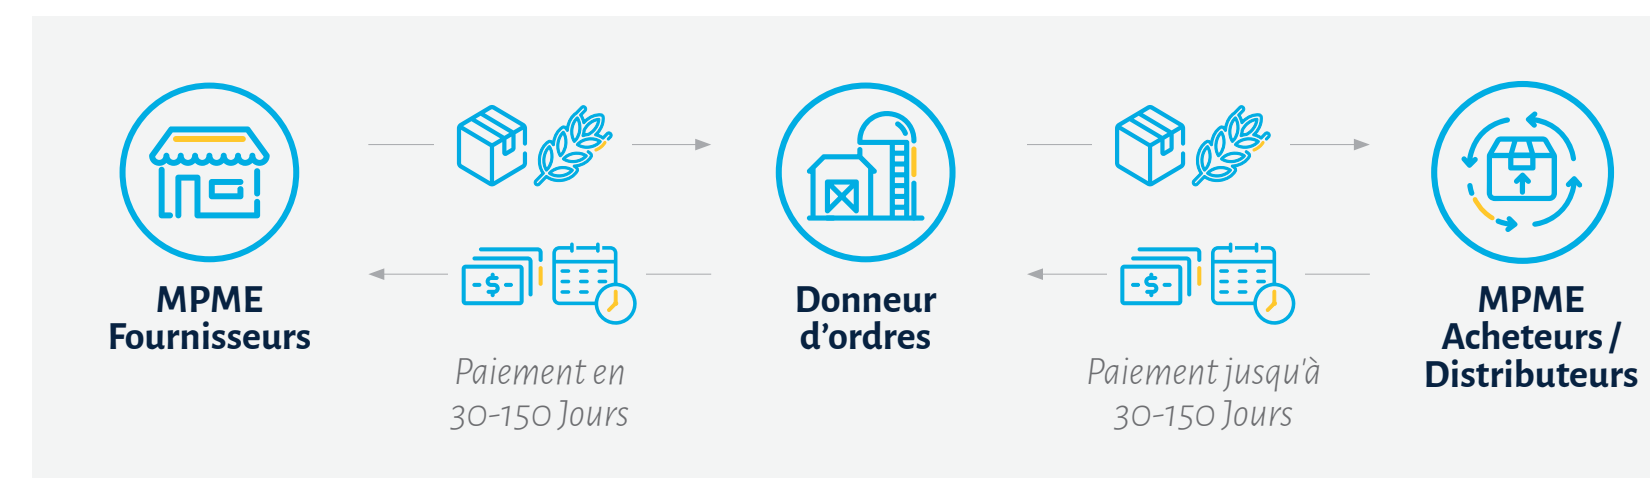 MPME
Fournisseurs
Paiement en
30-150 Jours
Donneur
d’ordres
Paiement jusqu'à
30-150 Jours
MPME
Acheteurs /
Distributeurs